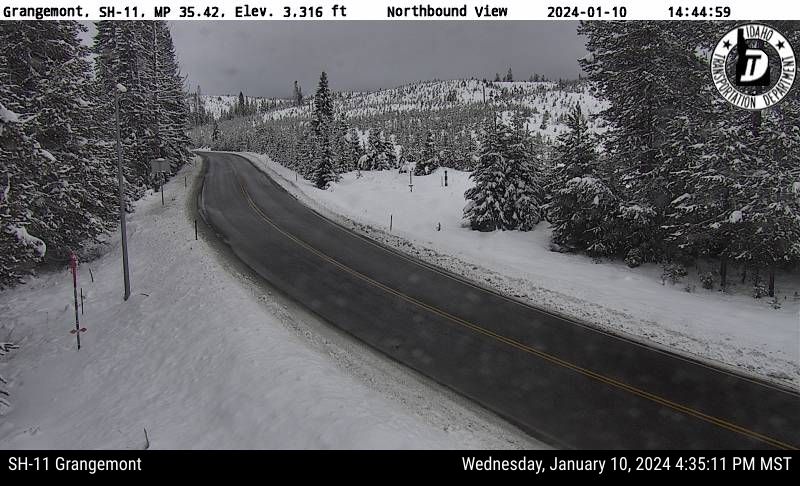 Grangemont, SH-11, MP 35.42, Elev. 3,316 ft Northbound View 2024-01-10 14:44:59
IDAHO
TRANSPORTATION DEPARTMENT
SH-11 Grangemont Wednesday, January 10, 2024 4:35:11 PM MST